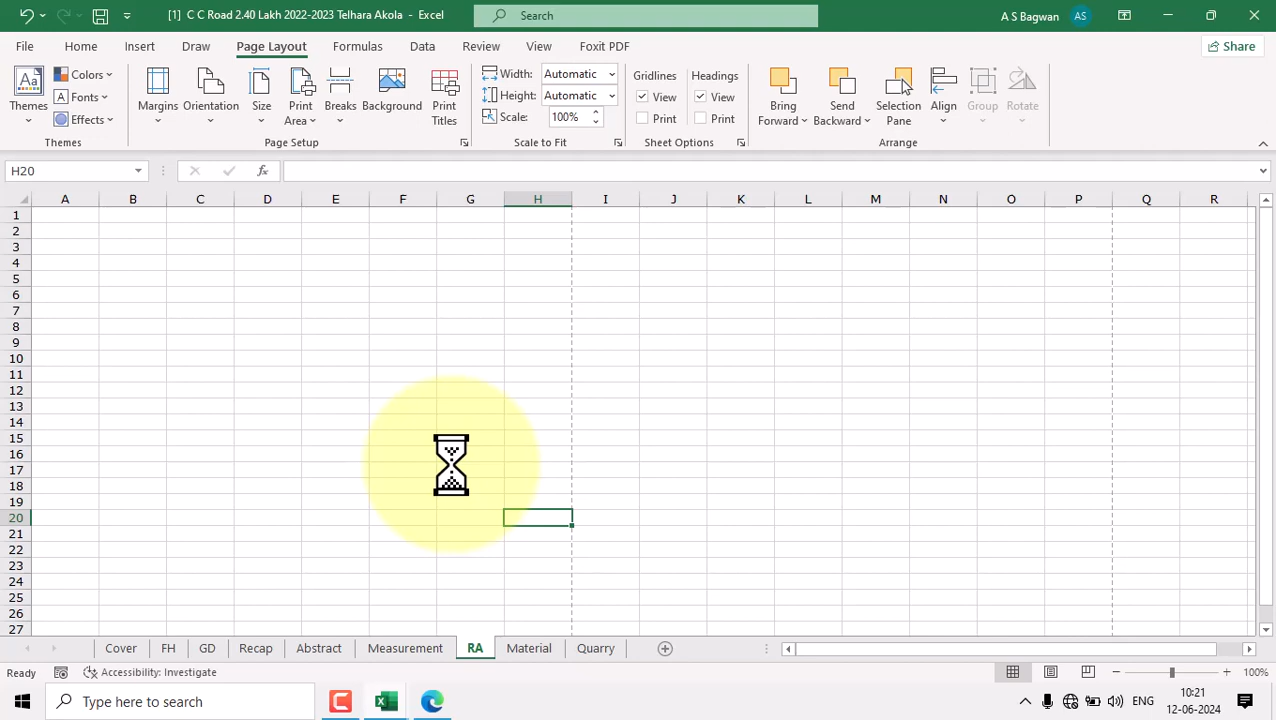 [1] C C Road 2.40 Lakh 2022-2023 Telhara Akola - Excel
Search
A S Bagwan
AS
File
Home
Insert
Draw
Page Layout
Formulas
Data
Review
View
Foxit PDF
Share
Aa
Themes
Colors
Fonts
Effects
Margins
Orientation
Size
Print
Area
Breaks
Background
Print
Titles
Width:
Automatic
Height:
Automatic
Scale:
100%
Gridlines
View
Print
Headings
View
Print
Bring
Forward
Send
Backward
Selection
Pane
Align
Group
Rotate
Themes
Page Setup
Scale to Fit
Sheet Options
Arrange
H20
fx
A B C D E F G H I J K L M N O P Q R
1
2
3
4
5
6
7
8
9
10
11
12
13
14
15
16
17
18
19
20
21
22
23
24
25
26
27
Cover
FH
GD
Recap
Abstract
Measurement
RA
Material
Quarry
Ready
Accessibility: Investigate
100%
Type here to search
ENG
10:21
12-06-2024